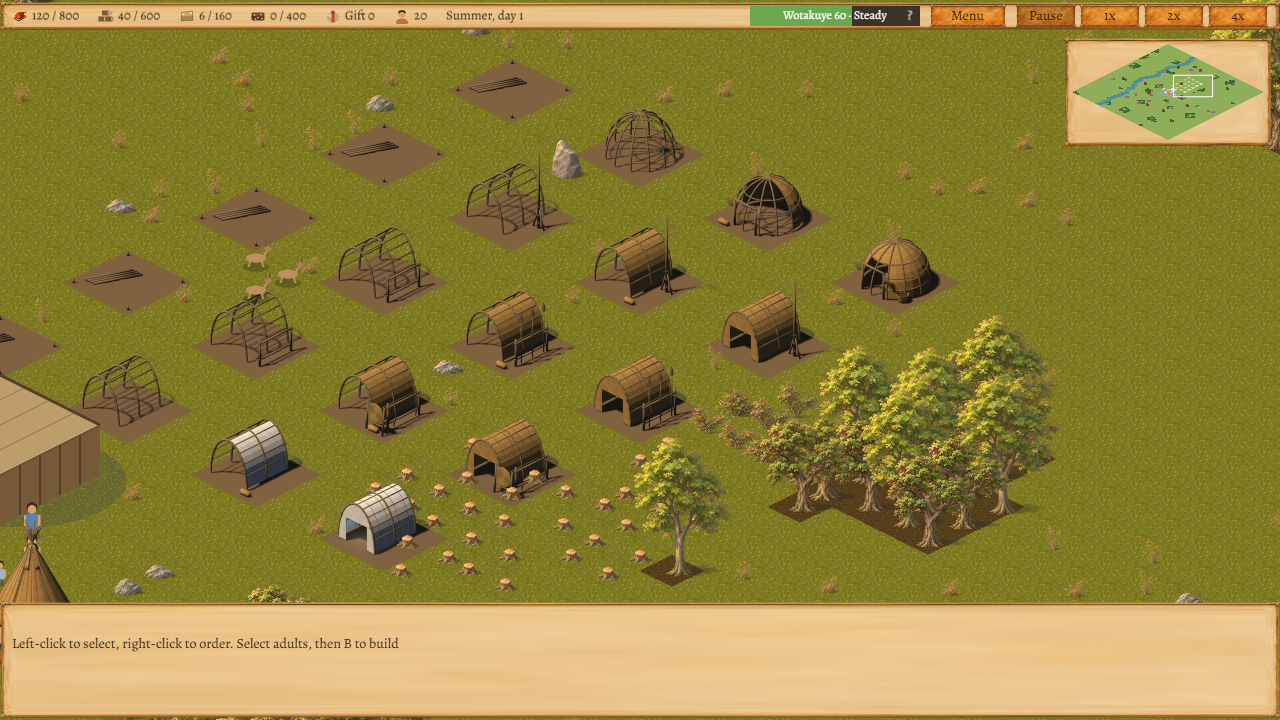 120 / 800 40 / 600 6 / 160 0 / 400 Gift 0 20 Summer, day 1 Wotakuye 60 - Steady ? Menu Pause 1x 2x 4x
Left-click to select, right-click to order. Select adults, then B to build